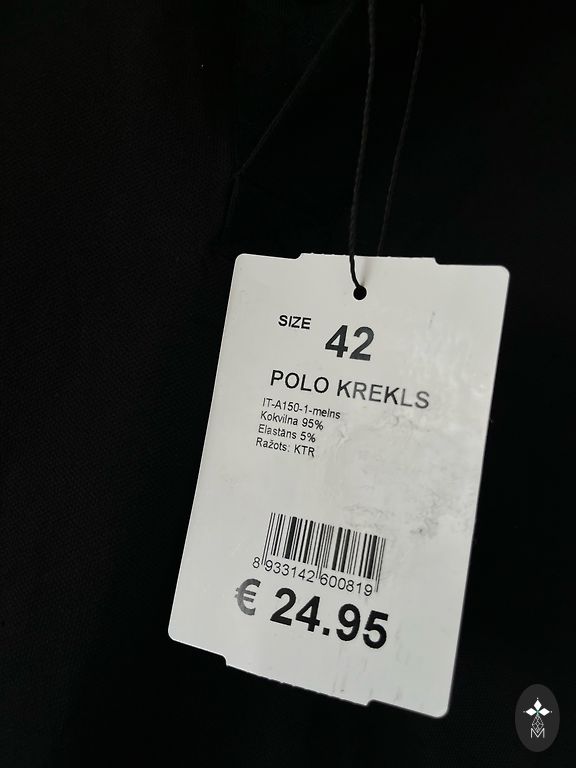 SIZE 42
POLO KREKLS
IT-A150-1-melns
Kokvilna 95%
Elastāns 5%
Ražots: KTR
8 933142 600819
€ 24.95
M